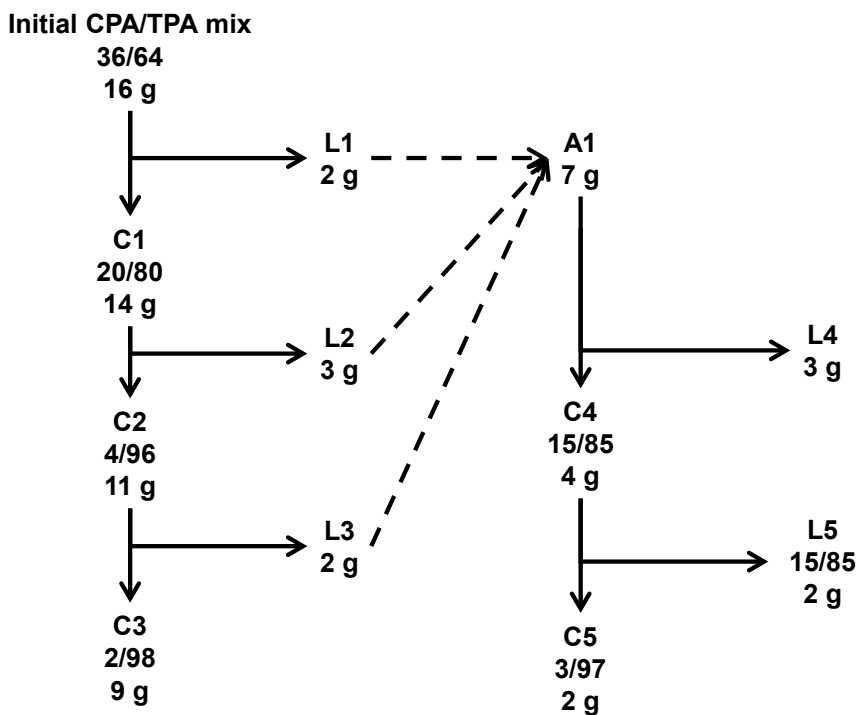 Initial CPA/TPA mix
36/64
16 g
L1
2 g
A1
7 g
C1
20/80
14 g
L2
3 g
L4
3 g
C2
4/96
11 g
C4
15/85
4 g
L3
2 g
L5
15/85
2 g
C3
2/98
9 g
C5
3/97
2 g